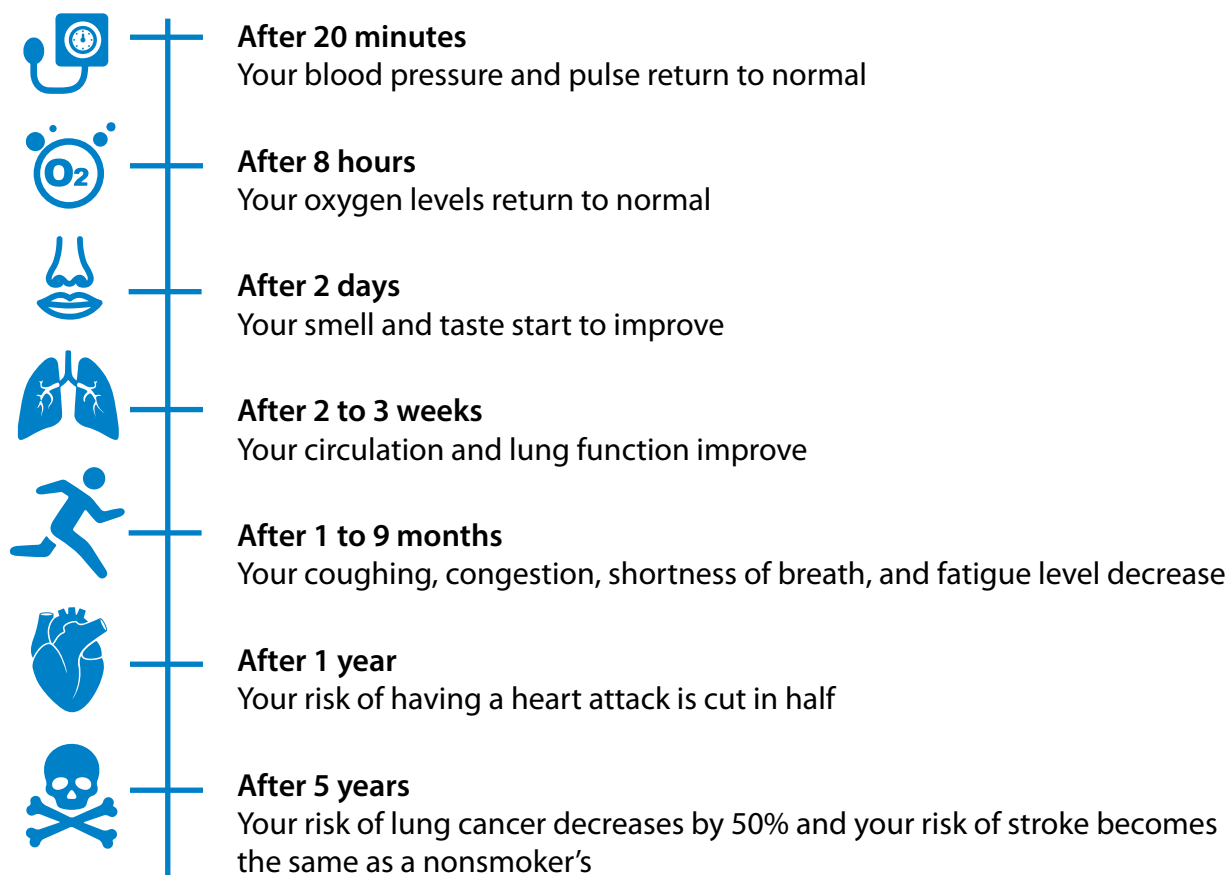 After 20 minutes
Your blood pressure and pulse return to normal
O2
After 8 hours
Your oxygen levels return to normal
After 2 days
Your smell and taste start to improve
After 2 to 3 weeks
Your circulation and lung function improve
After 1 to 9 months
Your coughing, congestion, shortness of breath, and fatigue level decrease
After 1 year
Your risk of having a heart attack is cut in half
After 5 years
Your risk of lung cancer decreases by 50% and your risk of stroke becomes
the same as a nonsmoker’s